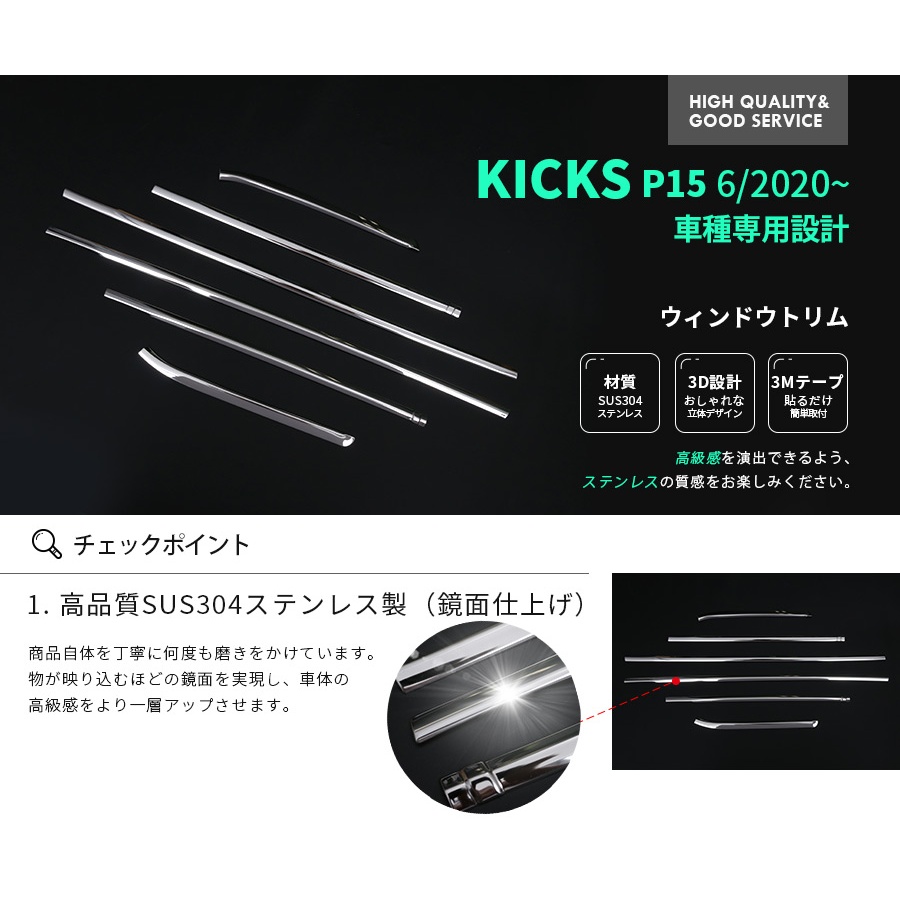 HIGH QUALITY&
GOOD SERVICE
KICKS P15 6/2020~
車種専用設計
ウィンドウトリム
材質
SUS304
ステンレス
3D設計
おしゃれな
立体デザイン
3Mテープ
貼るだけ
簡単取付
高級感を演出できるよう、
ステンレスの質感をお楽しみください。
チェックポイント
1. 高品質SUS304ステンレス製（鏡面仕上げ）
商品自体を丁寧に何度も磨きをかけています。
物が映り込むほどの鏡面を実現し、車体の
高級感をより一層アップさせます。